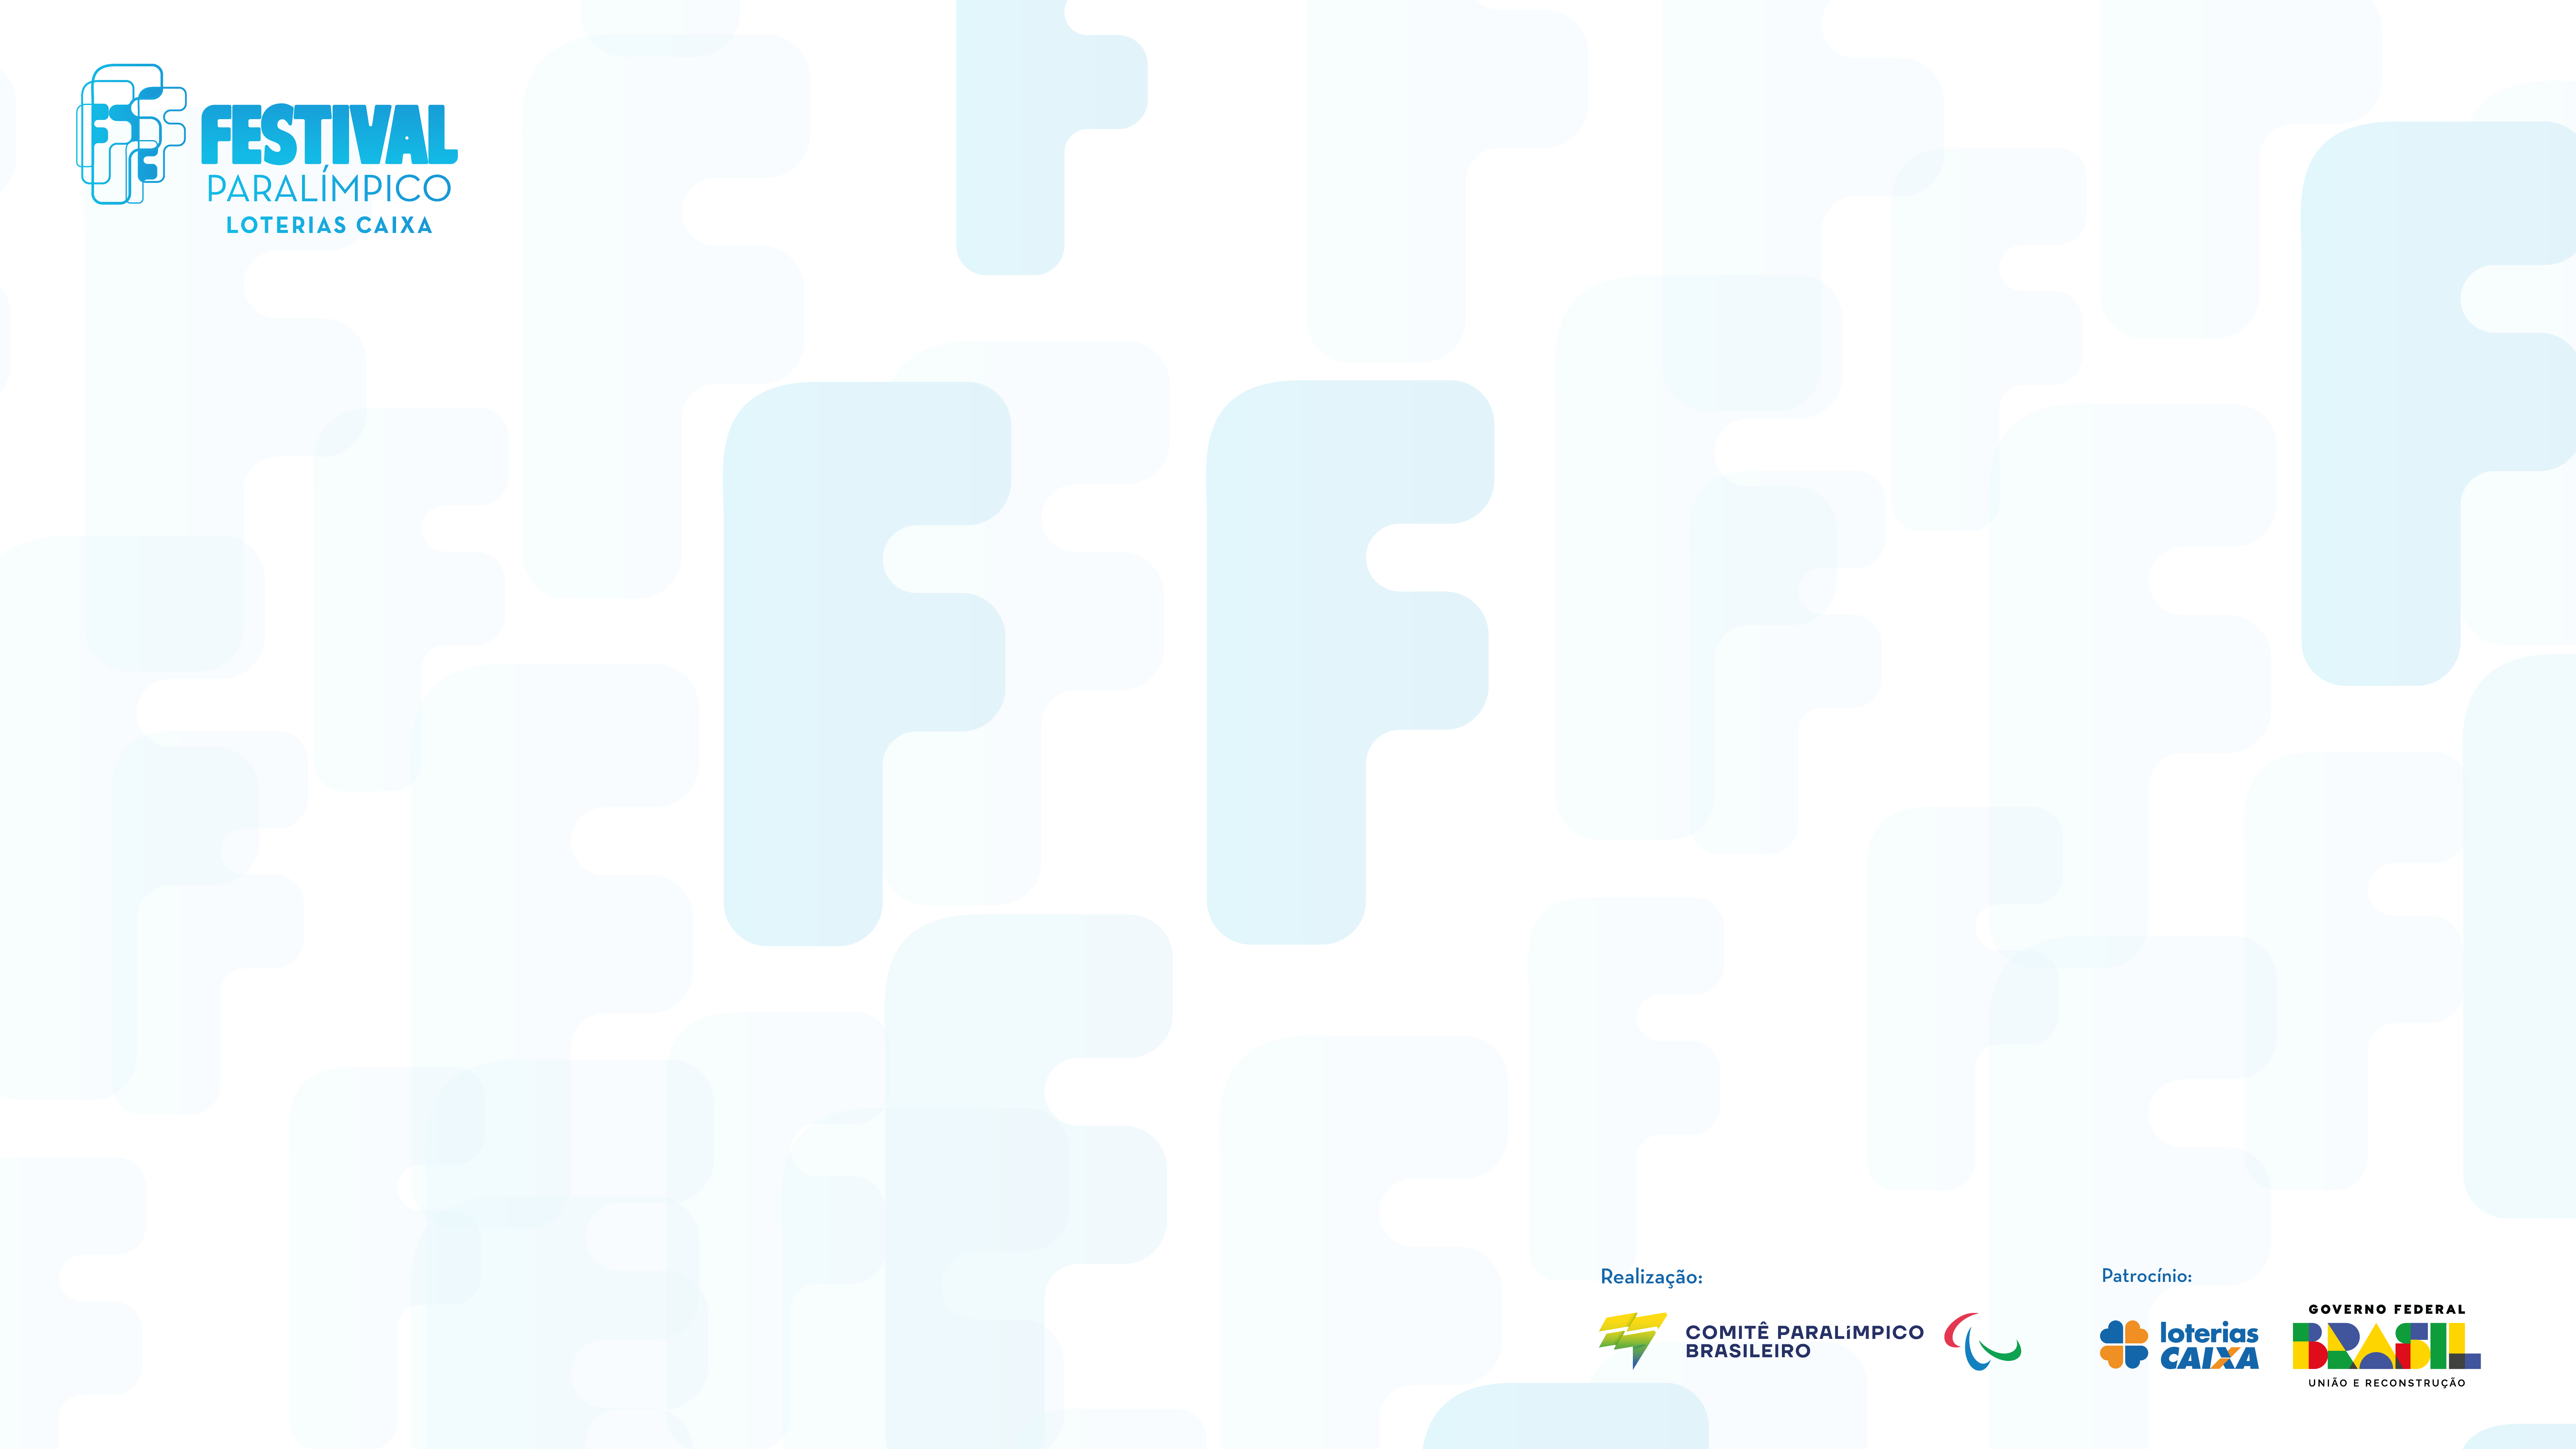 FESTIVAL
PARALÍMPICO
LOTERIAS CAIXA
Realização:
COMITÊ PARALíMPICO
BRASILEIRO
Patrocínio:
loterias
CAIXA
GOVERNO FEDERAL
BRASIL
UNIÃO E RECONSTRUÇÃO